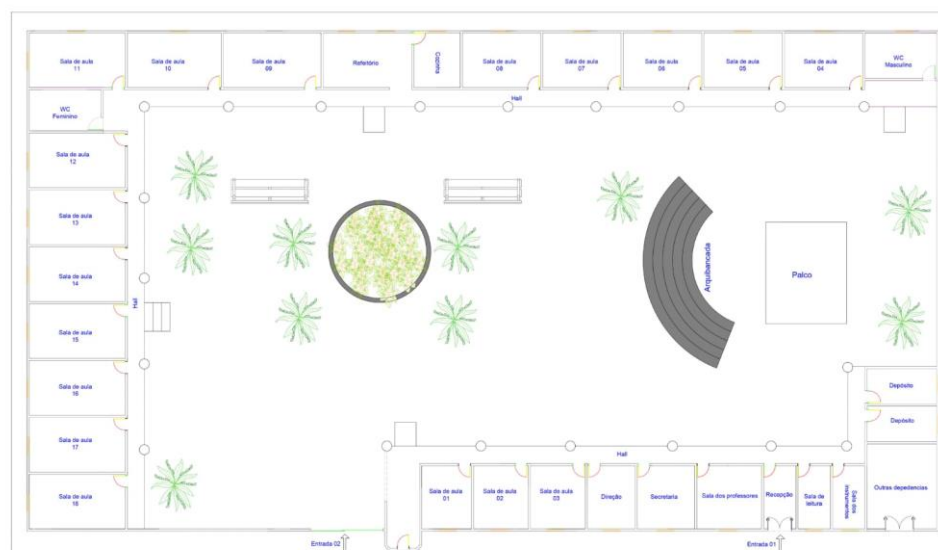 Sala de aula
11
Sala de aula
10
Sala de aula
09
Refeitório
Cozinha
Sala de aula
08
Sala de aula
07
Sala de aula
06
Sala de aula
05
Sala de aula
04
WC
Masculino
Hall
WC
Feminino
Sala de aula
12
Sala de aula
13
Sala de aula
14
Hall
Sala de aula
15
Sala de aula
16
Sala de aula
17
Sala de aula
18
Arquibancada
Palco
Depósito
Depósito
Hall
Sala de aula
01
Sala de aula
02
Sala de aula
03
Direção
Secretaria
Sala dos professores
Recepção
Sala de
leitura
Sala dos
instrumentos
Outras depedencias
Entrada 02
Entrada 01